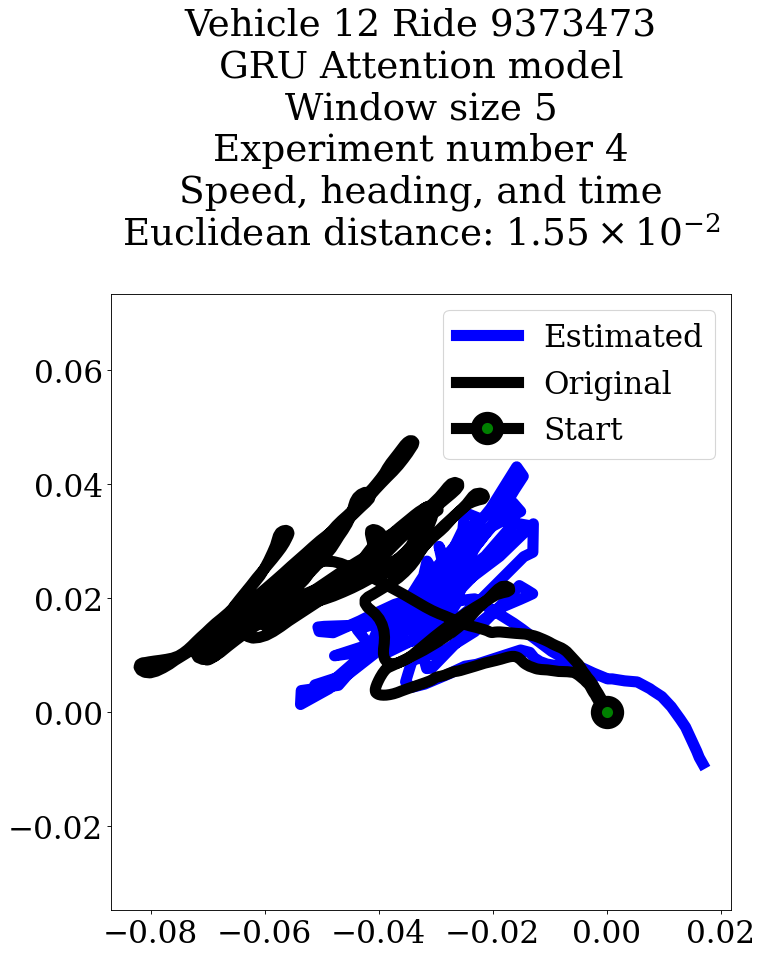 Vehicle 12 Ride 9373473
GRU Attention model
Window size 5
Experiment number 4
Speed, heading, and time
Euclidean distance: 1.55 × 10⁻²
Estimated
Original
Start
0.06
0.04
0.02
0.00
−0.02
−0.08 −0.06 −0.04 −0.02 0.00 0.02